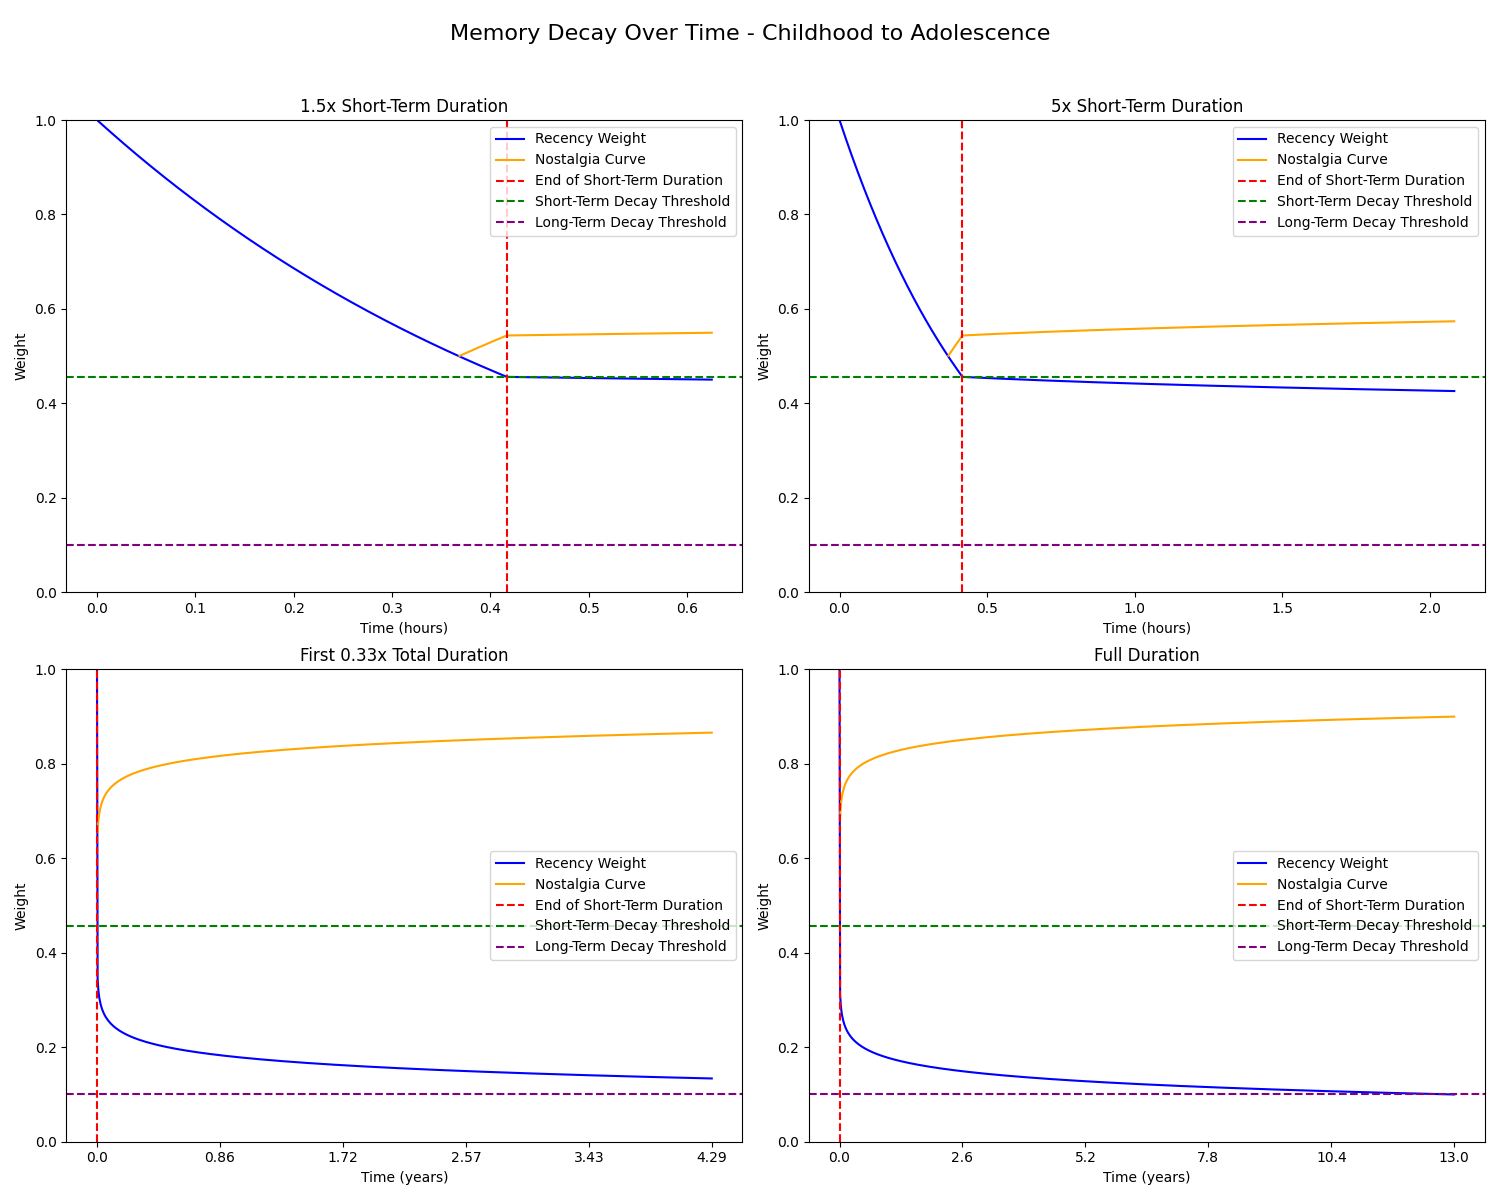 Memory Decay Over Time - Childhood to Adolescence
1.5x Short-Term Duration
1.0
0.8
0.6
0.4
0.2
0.0
Weight
Recency Weight
Nostalgia Curve
End of Short-Term Duration
Short-Term Decay Threshold
Long-Term Decay Threshold
0.0 0.1 0.2 0.3 0.4 0.5 0.6
Time (hours)
5x Short-Term Duration
1.0
0.8
0.6
0.4
0.2
0.0
Weight
Recency Weight
Nostalgia Curve
End of Short-Term Duration
Short-Term Decay Threshold
Long-Term Decay Threshold
0.0 0.5 1.0 1.5 2.0
Time (hours)
First 0.33x Total Duration
1.0
0.8
0.6
0.4
0.2
0.0
Weight
Recency Weight
Nostalgia Curve
End of Short-Term Duration
Short-Term Decay Threshold
Long-Term Decay Threshold
0.0 0.86 1.72 2.57 3.43 4.29
Time (years)
Full Duration
1.0
0.8
0.6
0.4
0.2
0.0
Weight
Recency Weight
Nostalgia Curve
End of Short-Term Duration
Short-Term Decay Threshold
Long-Term Decay Threshold
0.0 2.6 5.2 7.8 10.4 13.0
Time (years)